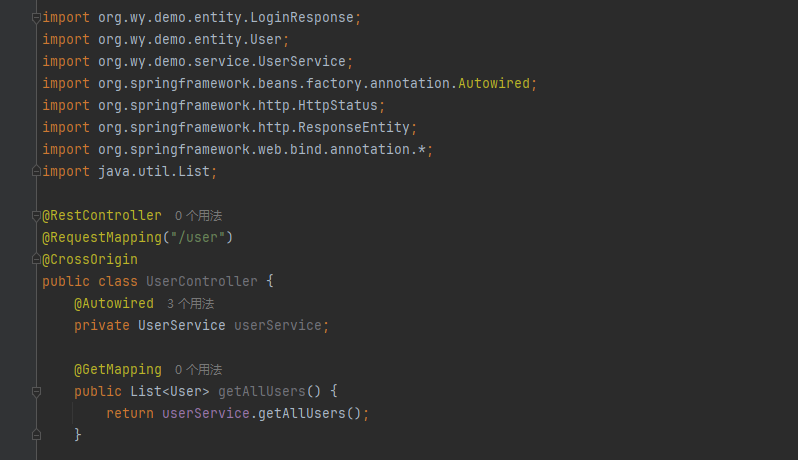 import org.wy.demo.entity.LoginResponse;
import org.wy.demo.entity.User;
import org.wy.demo.service.UserService;
import org.springframework.beans.factory.annotation.Autowired;
import org.springframework.http.HttpStatus;
import org.springframework.http.ResponseEntity;
import org.springframework.web.bind.annotation.*;
import java.util.List;
@RestController 0 个用法
@RequestMapping("/user")
@CrossOrigin
public class UserController {
    @Autowired 3 个用法
    private UserService userService;
    @GetMapping 0 个用法
    public List<User> getAllUsers() {
        return userService.getAllUsers();
    }